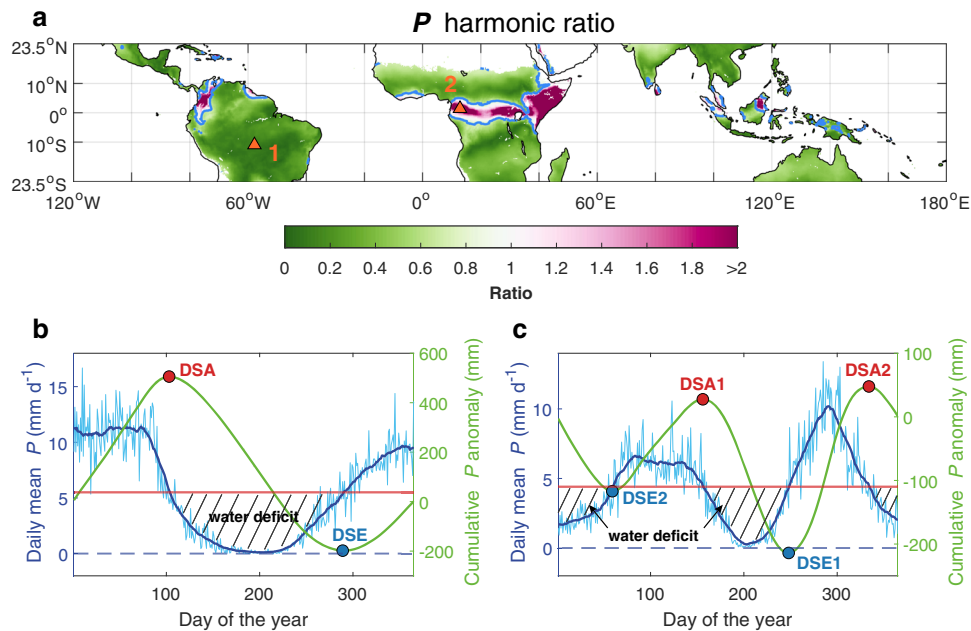 a
P harmonic ratio
23.5°N
10°N
0°
10°S
23.5°S
1
2
120°W 60°W 0° 60°E 120°E 180°E
0 0.2 0.4 0.6 0.8 1 1.2 1.4 1.6 1.8 >2
Ratio
b
Daily mean P (mm d⁻¹)
15
10
5
0
DSA
water deficit
DSE
600
400
200
0
-200
Cumulative P anomaly (mm)
100 200 300
Day of the year
c
Daily mean P (mm d⁻¹)
10
5
0
DSA1
DSA2
DSE2
water deficit
DSE1
100
0
-100
-200
Cumulative P anomaly (mm)
100 200 300
Day of the year